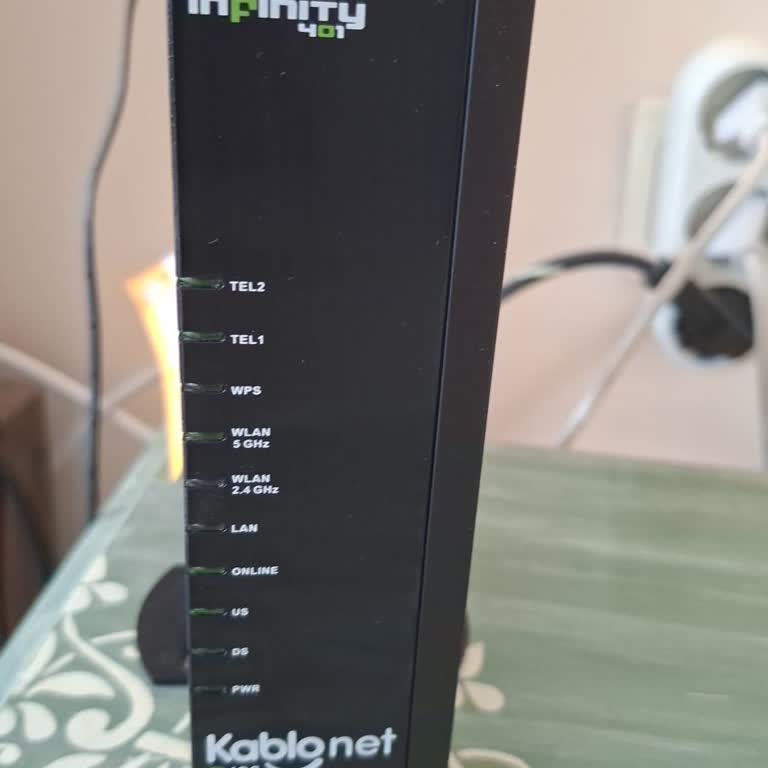 infinity
401
TEL2
TEL1
WPS
WLAN
5 GHz
WLAN
2.4 GHz
LAN
ONLINE
US
DS
PWR
Kablonet